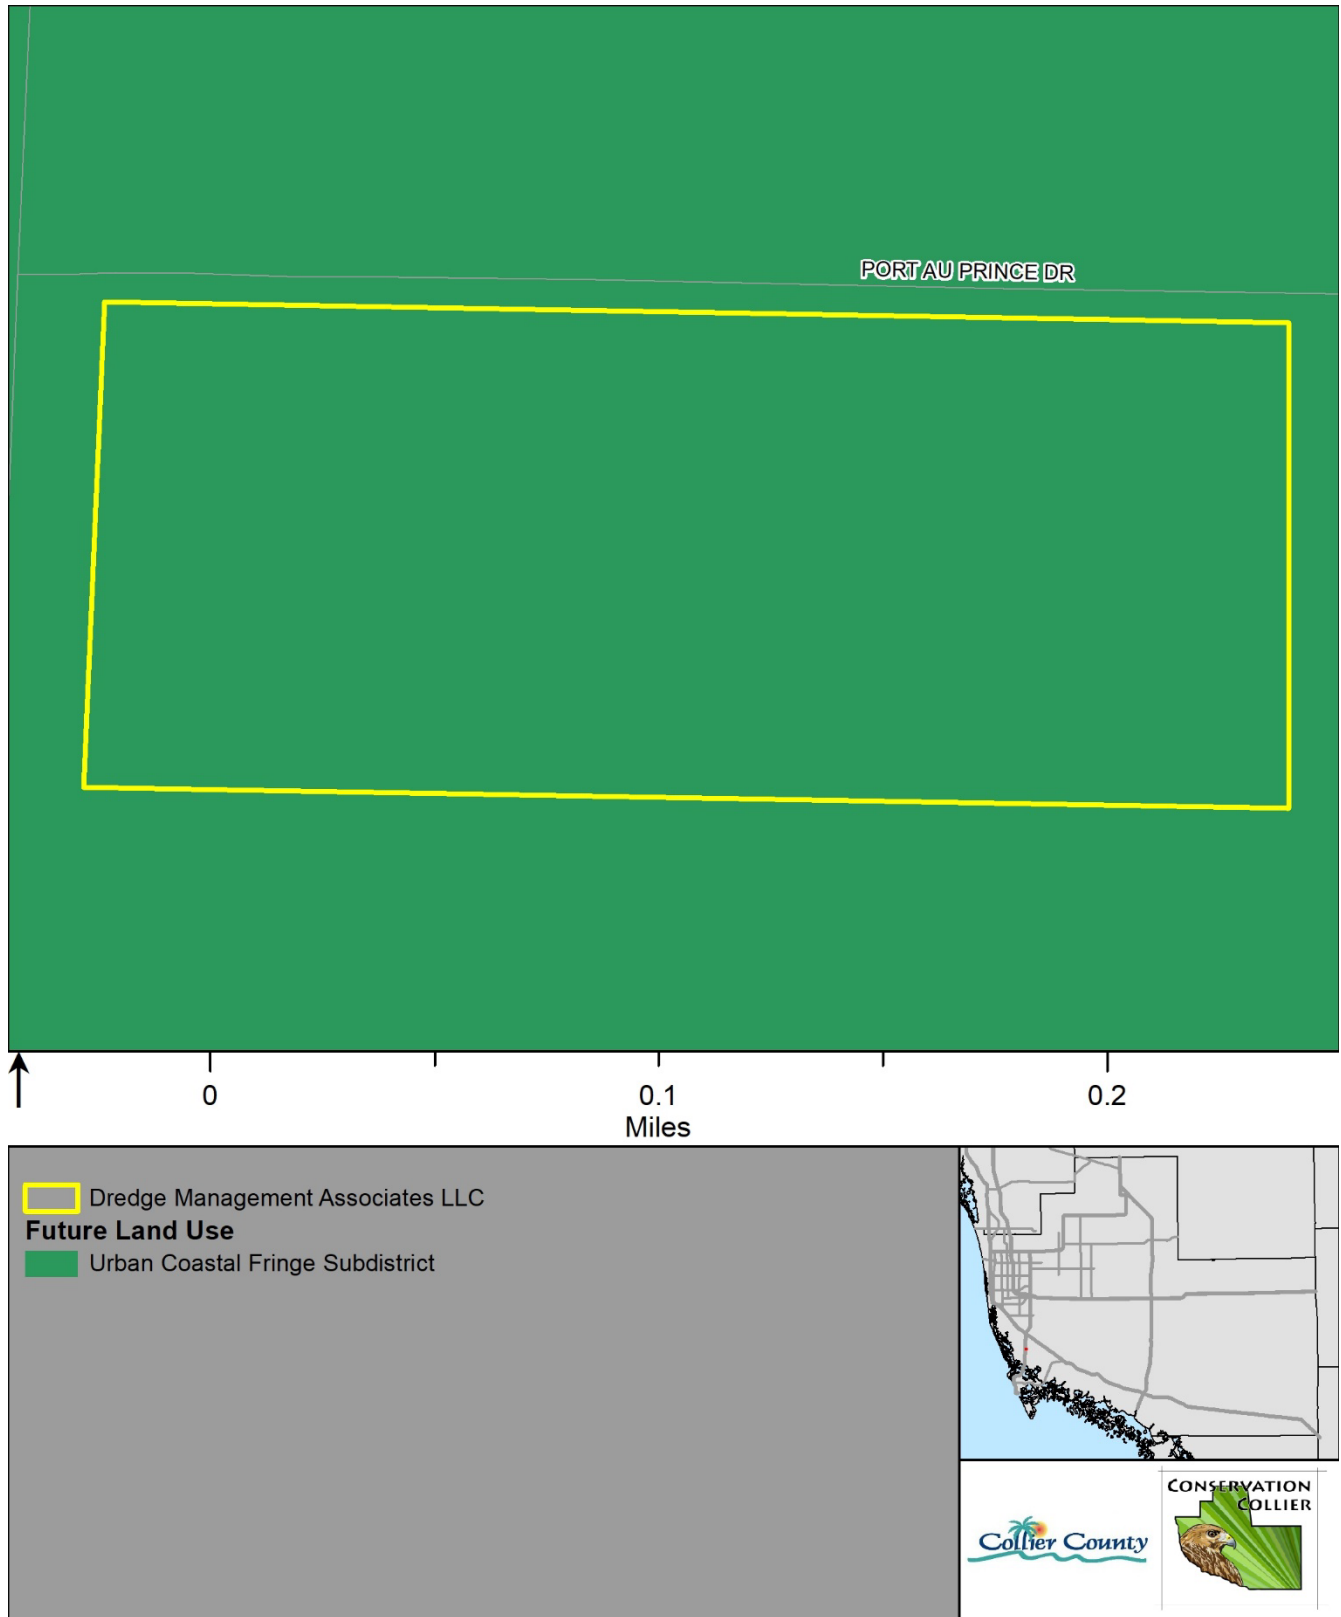 PORT AU PRINCE DR
0 0.1 0.2
Miles
Dredge Management Associates LLC
Future Land Use
Urban Coastal Fringe Subdistrict
Collier County
CONSERVATION
COLLIER